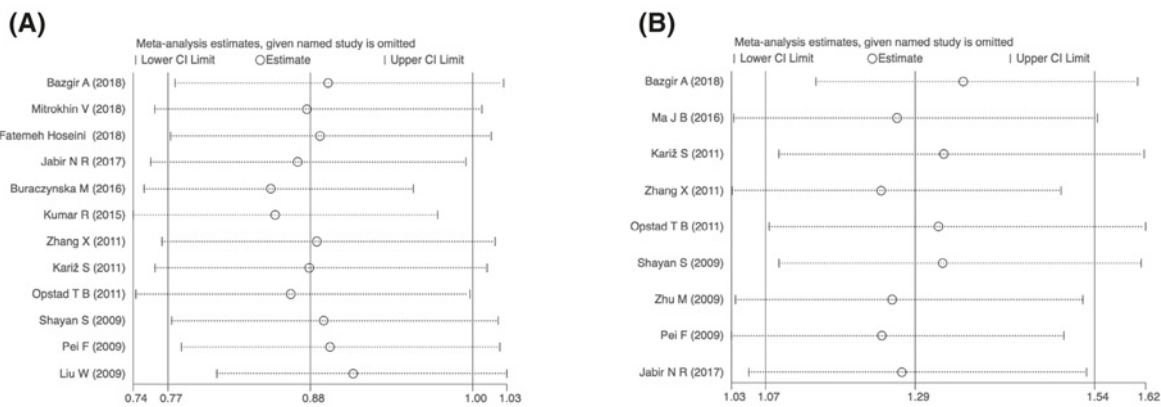 (A)
Meta-analysis estimates, given named study is omitted
Lower CI Limit Estimate Upper CI Limit
Bazgir A (2018)
Mitrokhin V (2018)
Fatemeh Hoseini (2018)
Jabir N R (2017)
Buraczynska M (2016)
Kumar R (2015)
Zhang X (2011)
Kariž S (2011)
Opstad T B (2011)
Shayan S (2009)
Pei F (2009)
Liu W (2009)
0.74 0.77 0.88 1.00 1.03
(B)
Meta-analysis estimates, given named study is omitted
Lower CI Limit Estimate Upper CI Limit
Bazgir A (2018)
Ma J B (2016)
Kariž S (2011)
Zhang X (2011)
Opstad T B (2011)
Shayan S (2009)
Zhu M (2009)
Pei F (2009)
Jabir N R (2017)
1.03 1.07 1.29 1.54 1.62